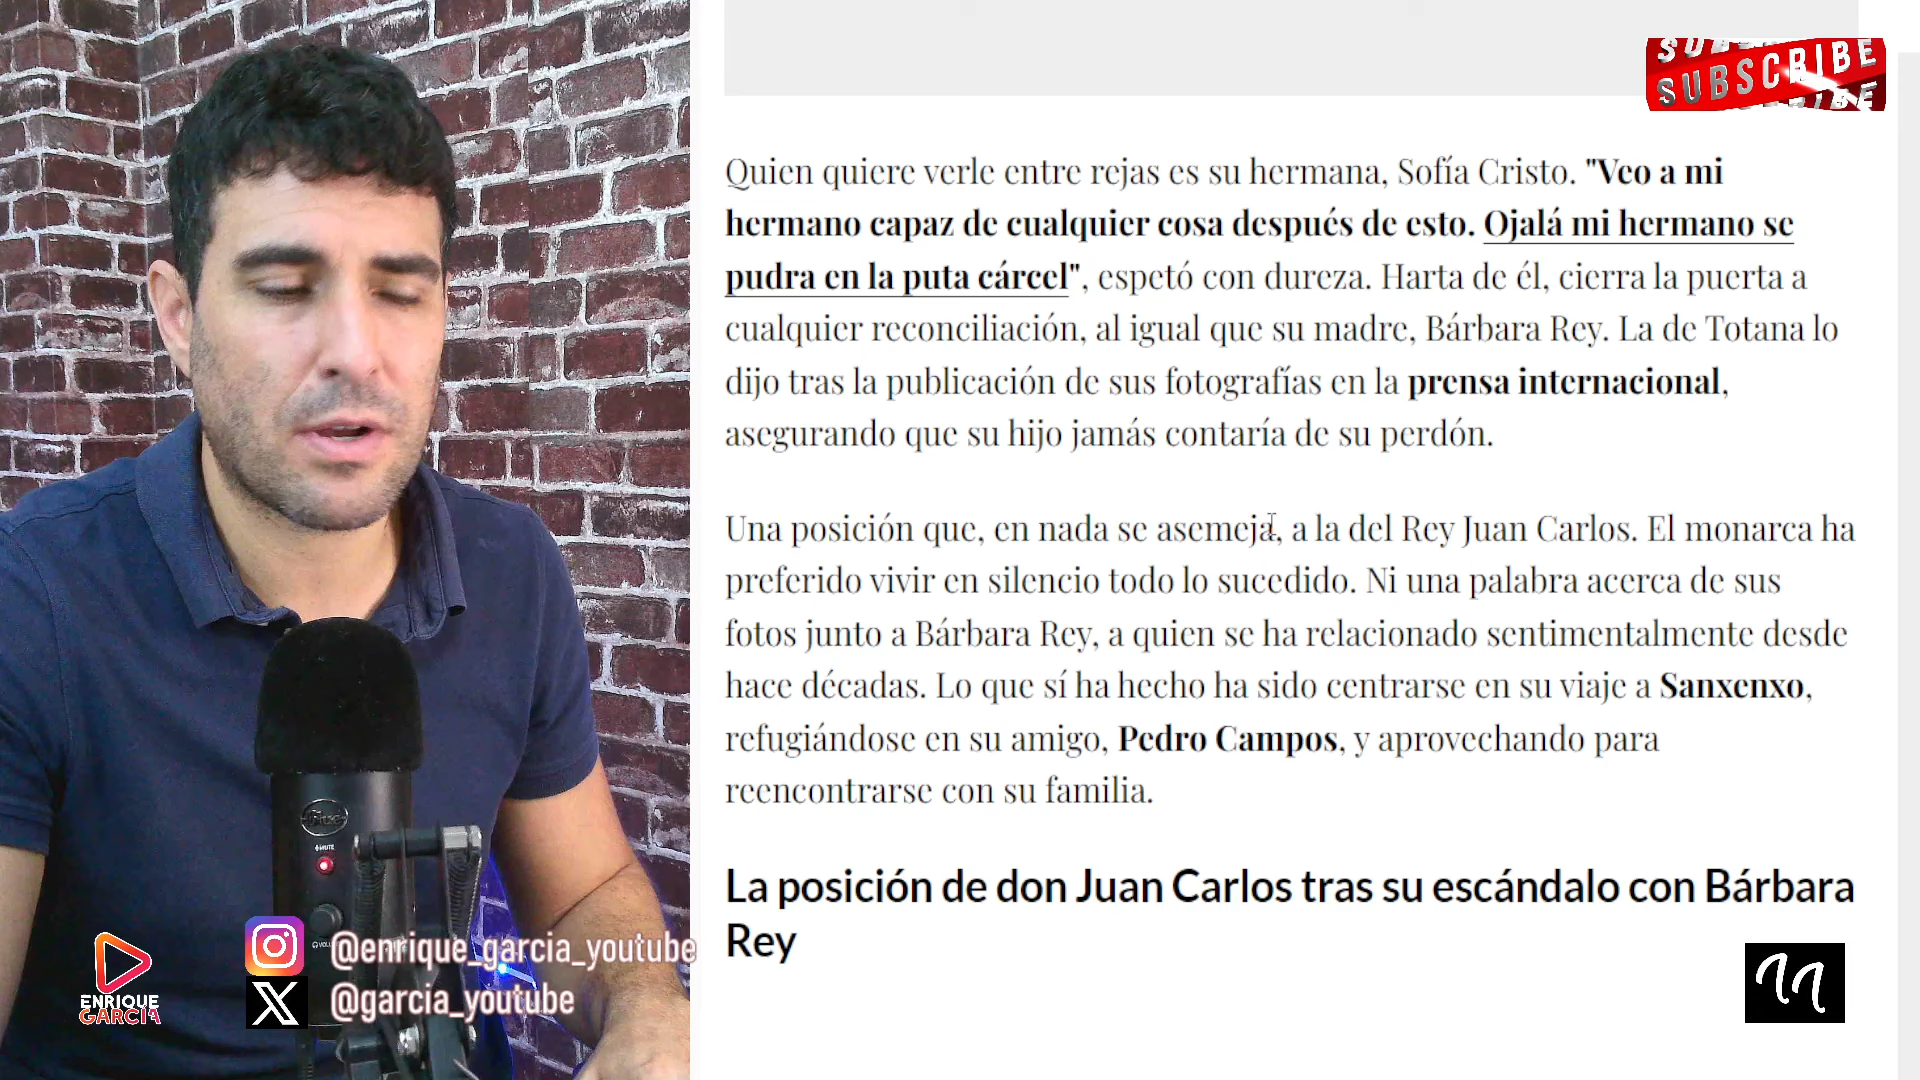 SUBSCRIBE
SUBSCRIBE
Quien quiere verle entre rejas es su hermana, Sofía Cristo. "Veo a mi
hermano capaz de cualquier cosa después de esto. Ojalá mi hermano se
pudra en la puta cárcel", espetó con dureza. Harta de él, cierra la puerta a
cualquier reconciliación, al igual que su madre, Bárbara Rey. La de Totana lo
dijo tras la publicación de sus fotografías en la prensa internacional,
asegurando que su hijo jamás contaría de su perdón.
Una posición que, en nada se asemeja, a la del Rey Juan Carlos. El monarca ha
preferido vivir en silencio todo lo sucedido. Ni una palabra acerca de sus
fotos junto a Bárbara Rey, a quien se ha relacionado sentimentalmente desde
hace décadas. Lo que sí ha hecho ha sido centrarse en su viaje a Sanxenxo,
refugiándose en su amigo, Pedro Campos, y aprovechando para
reencontrarse con su familia.
La posición de don Juan Carlos tras su escándalo con Bárbara
Rey
Blue
MUTE
ENRIQUE
GARCIA
@enrique_garcia_youtube
@garcia_youtube